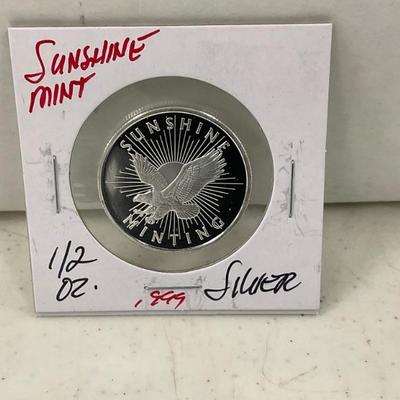 SUNSHINE
MINT
SUNSHINE
MINTING
1/2
OZ.
.999
SILVER